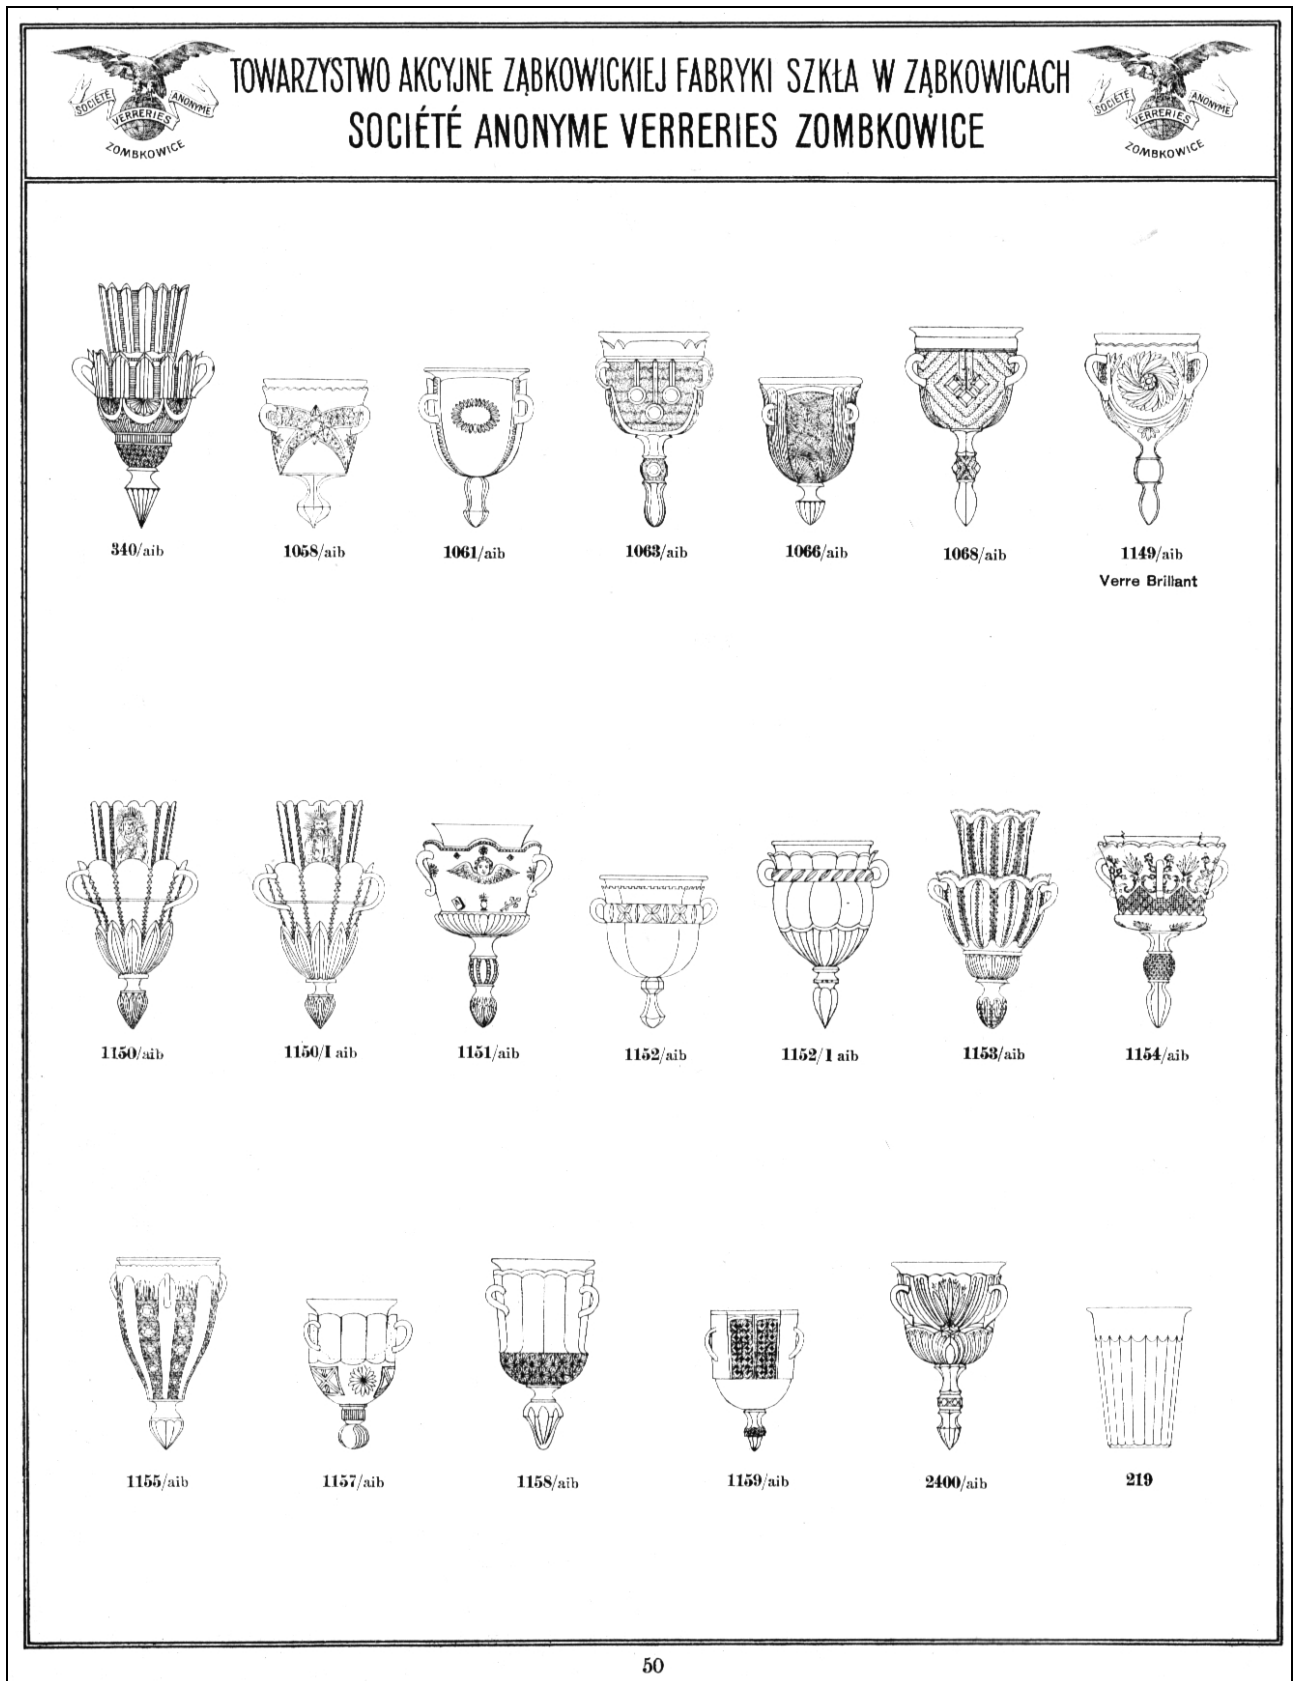 SOCIÉTÉ ANONYME
VERRERIES
ZOMBKOWICE
TOWARZYSTWO AKCYJNE ZĄBKOWICKIEJ FABRYKI SZKŁA W ZĄBKOWICACH
SOCIÉTÉ ANONYME VERRERIES ZOMBKOWICE
SOCIÉTÉ ANONYME
VERRERIES
ZOMBKOWICE
340/aib 1058/aib 1061/aib 1063/aib 1066/aib 1068/aib 1149/aib
Verre Brillant
1150/aib 1150/I aib 1151/aib 1152/aib 1152/I aib 1153/aib 1154/aib
1155/aib 1157/aib 1158/aib 1159/aib 2400/aib 219
50